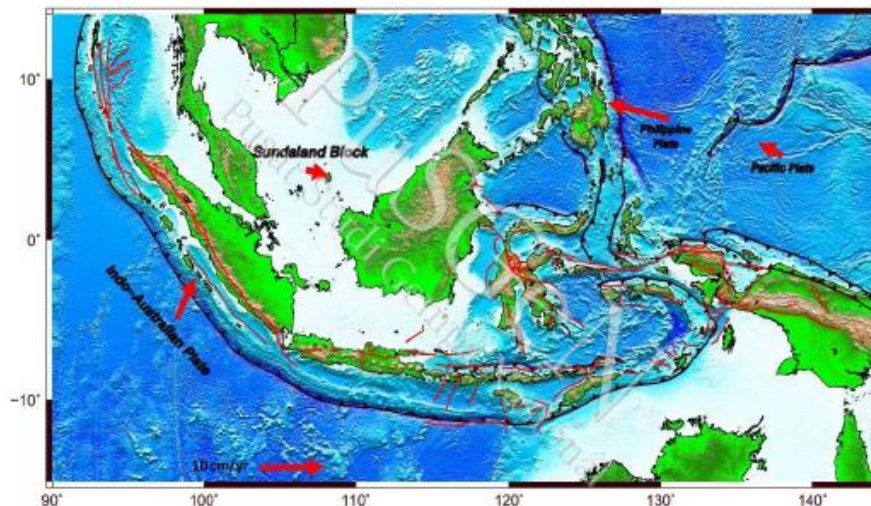 10˚
0˚
−10˚
Sundaland Block
Philippine
Plate
Pacific Plate
Indo-Australian Plate
10 cm/yr
90˚ 100˚ 110˚ 120˚ 130˚ 140˚
PuSGeN